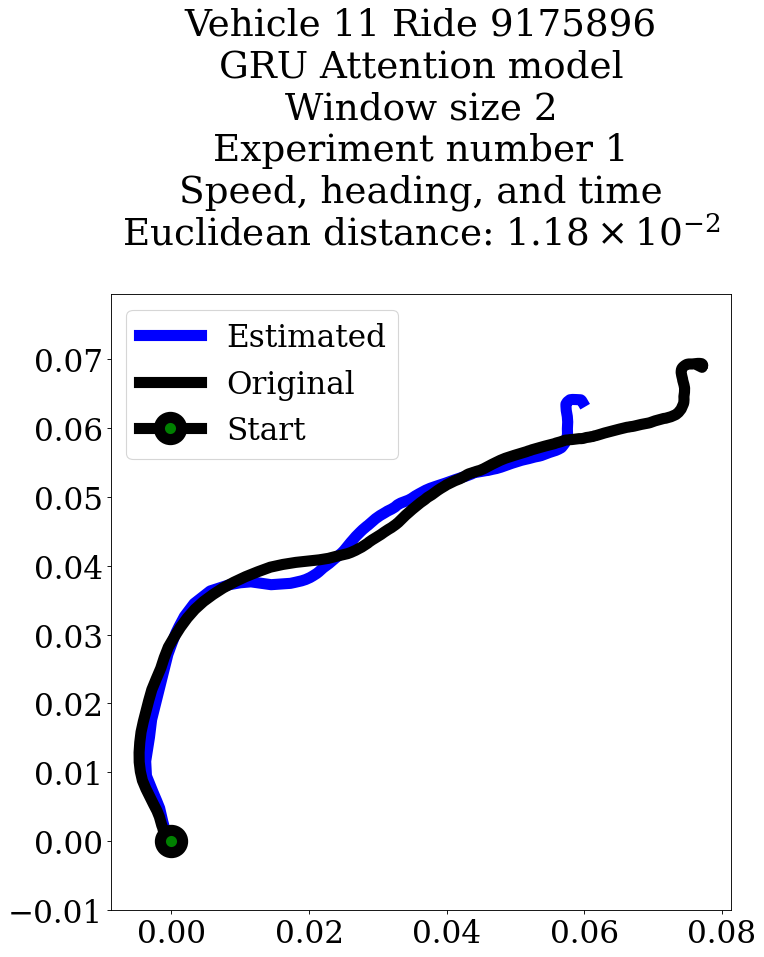 Vehicle 11 Ride 9175896
GRU Attention model
Window size 2
Experiment number 1
Speed, heading, and time
Euclidean distance: 1.18 × 10⁻²
Estimated
Original
Start
0.07
0.06
0.05
0.04
0.03
0.02
0.01
0.00
−0.01
0.00 0.02 0.04 0.06 0.08